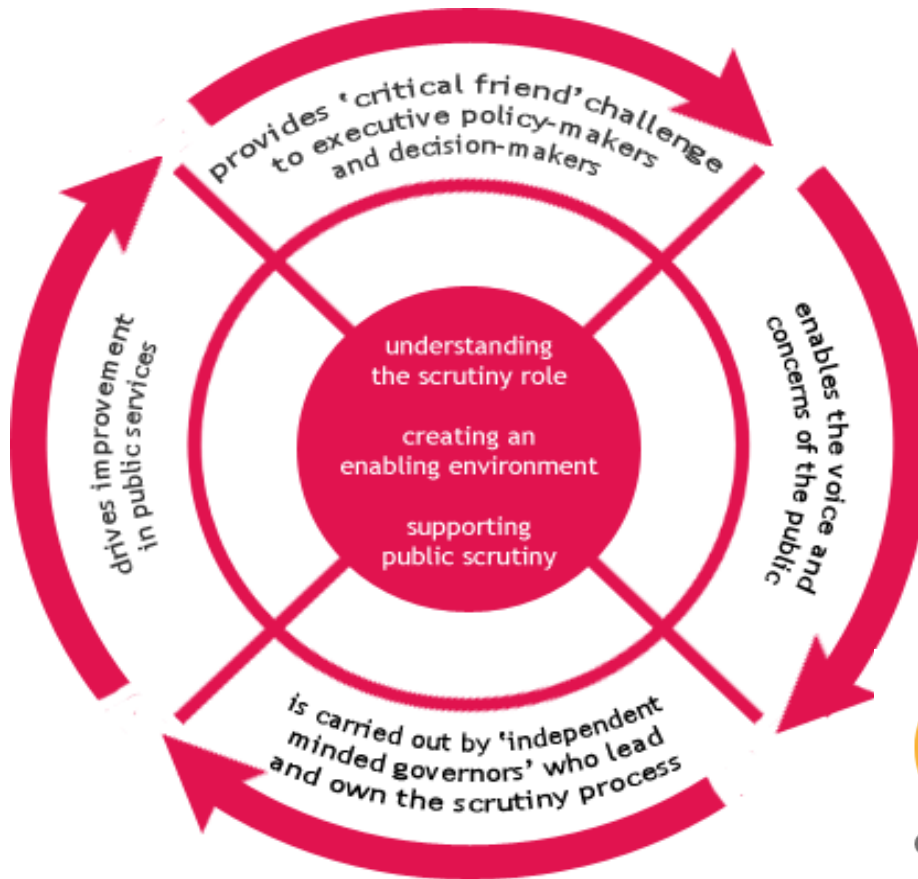 provides ‘critical friend’ challenge
to executive policy-makers
and decision-makers
enables the voice and
concerns of the public
is carried out by ‘independent
minded governors’ who lead
and own the scrutiny process
drives improvement
in public services
understanding
the scrutiny role
creating an
enabling environment
supporting
public scrutiny